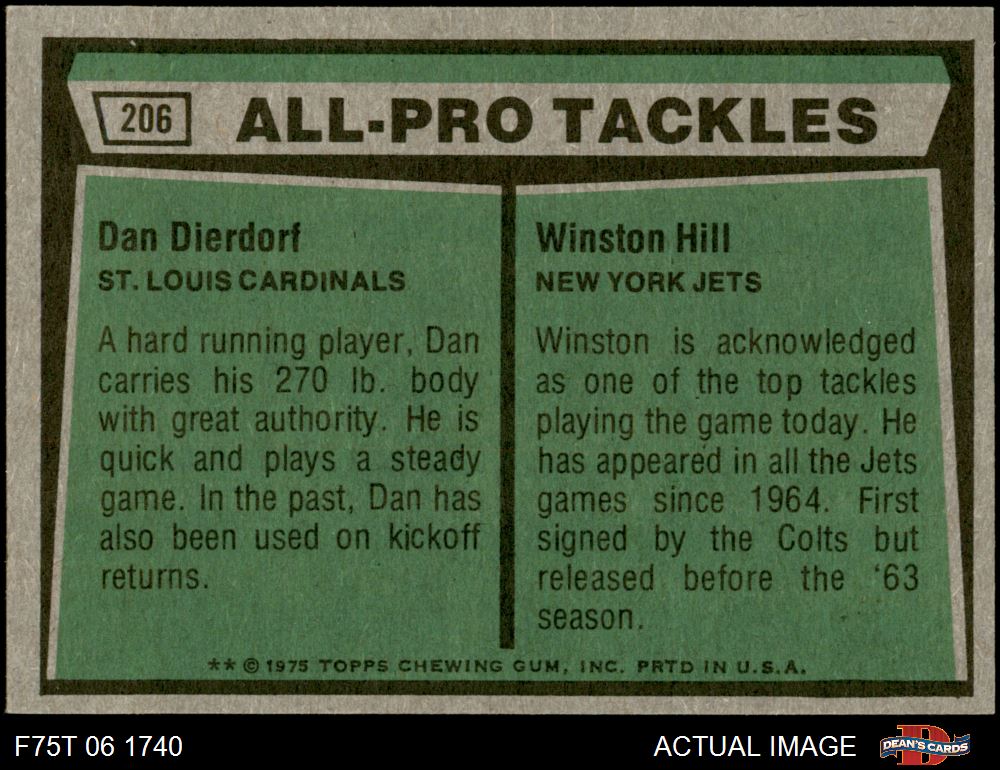 206 ALL-PRO TACKLES
Dan Dierdorf
ST. LOUIS CARDINALS
A hard running player, Dan
carries his 270 lb. body
with great authority. He is
quick and plays a steady
game. In the past, Dan has
also been used on kickoff
returns.
Winston Hill
NEW YORK JETS
Winston is acknowledged
as one of the top tackles
playing the game today. He
has appeared in all the Jets
games since 1964. First
signed by the Colts but
released before the '63
season.
** © 1975 TOPPS CHEWING GUM, INC. PRTD IN U.S.A.
F75T 06 1740
ACTUAL IMAGE
D
DEAN'S CARDS